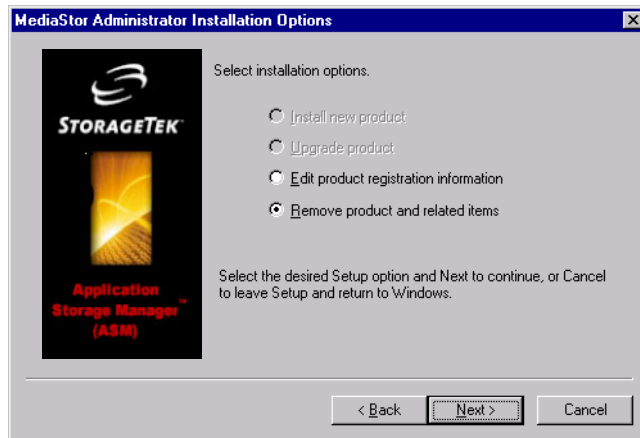 MediaStor Administrator Installation Options
Select installation options.
STORAGETEK
Install new product
Upgrade product
Edit product registration information
Remove product and related items
Application
Storage Manager™
(ASM)
Select the desired Setup option and Next to continue, or Cancel
to leave Setup and return to Windows.
< Back
Next >
Cancel